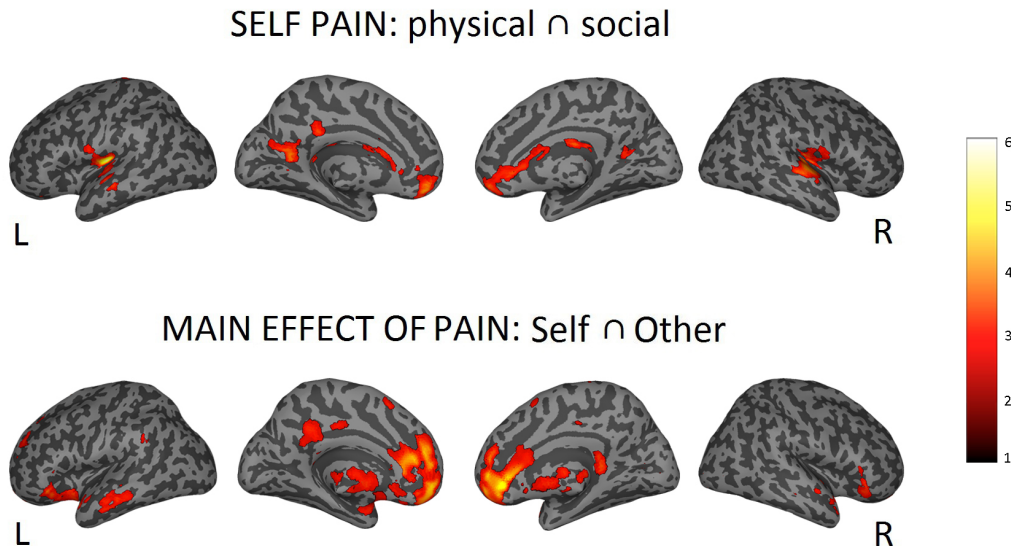 SELF PAIN: physical ∩ social
L
R
MAIN EFFECT OF PAIN: Self ∩ Other
L
R
6
5
4
3
2
1